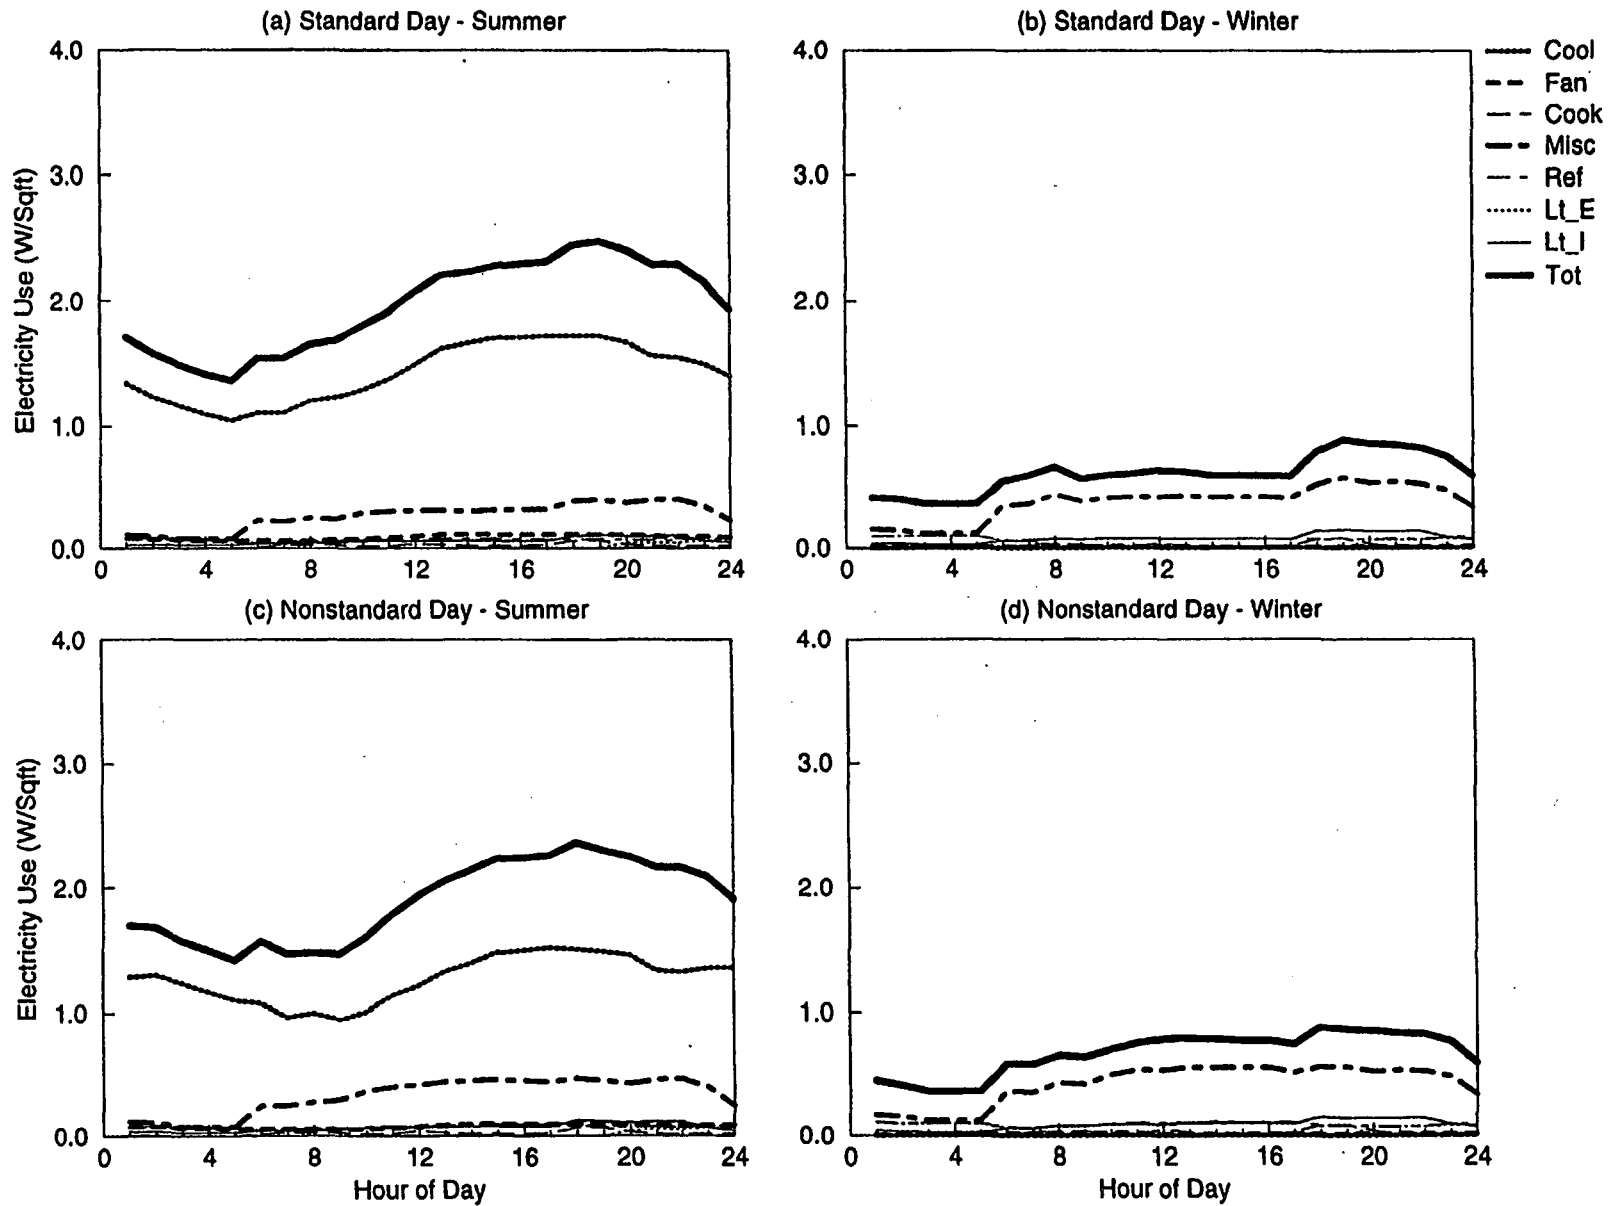 (a) Standard Day - Summer
(b) Standard Day - Winter
Electricity Use (W/Sqft)
4.0
3.0
2.0
1.0
0.0
0 4 8 12 16 20 24
4.0
3.0
2.0
1.0
0.0
0 4 8 12 16 20 24
Cool
Fan
Cook
Misc
Ref
Lt_E
Lt_I
Tot
(c) Nonstandard Day - Summer
(d) Nonstandard Day - Winter
Electricity Use (W/Sqft)
4.0
3.0
2.0
1.0
0.0
0 4 8 12 16 20 24
Hour of Day
4.0
3.0
2.0
1.0
0.0
0 4 8 12 16 20 24
Hour of Day